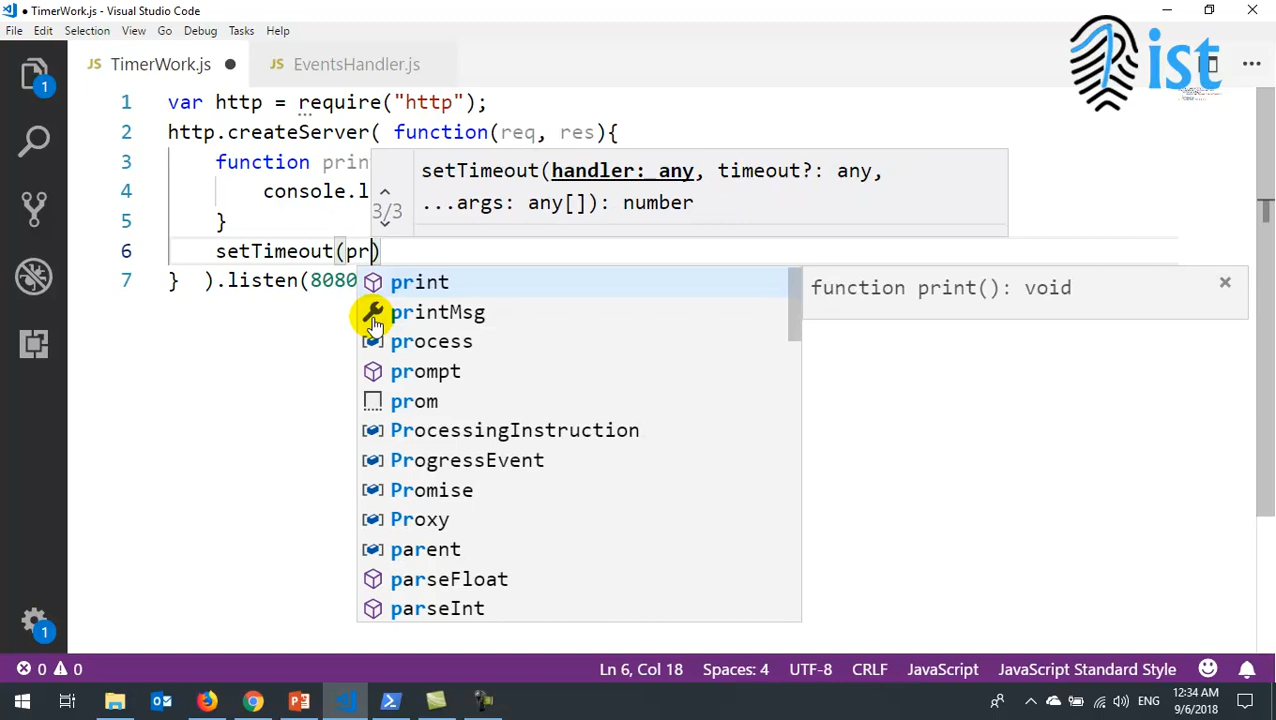 TimerWork.js - Visual Studio Code
File Edit Selection View Go Debug Tasks Help
JS TimerWork.js JS EventsHandler.js
ist
1 var http = require("http");
2 http.createServer( function(req, res){
3 function prin
setTimeout(handler: any, timeout?: any,
4 console.l
3/3 ...args: any[]): number
5 }
6 setTimeout(pr)
7 } ).listen(8080
print
function print(): void
printMsg
process
prompt
prom
ProcessingInstruction
ProgressEvent
Promise
Proxy
parent
parseFloat
parseInt
1
1
0 0 Ln 6, Col 18 Spaces: 4 UTF-8 CRLF JavaScript JavaScript Standard Style
ENG 12:34 AM
9/6/2018